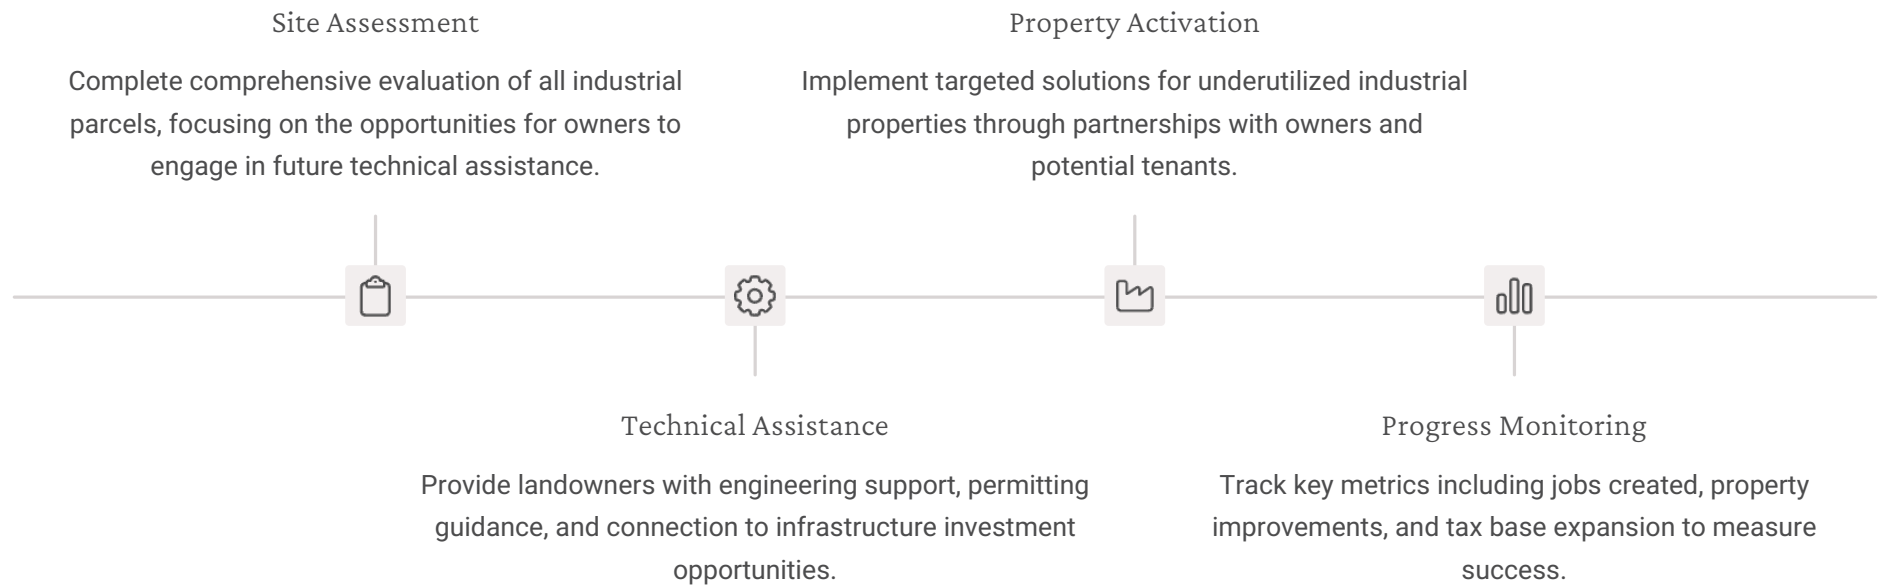 Site Assessment
Complete comprehensive evaluation of all industrial
parcels, focusing on the opportunities for owners to
engage in future technical assistance.
Technical Assistance
Provide landowners with engineering support, permitting
guidance, and connection to infrastructure investment
opportunities.
Property Activation
Implement targeted solutions for underutilized industrial
properties through partnerships with owners and
potential tenants.
Progress Monitoring
Track key metrics including jobs created, property
improvements, and tax base expansion to measure
success.